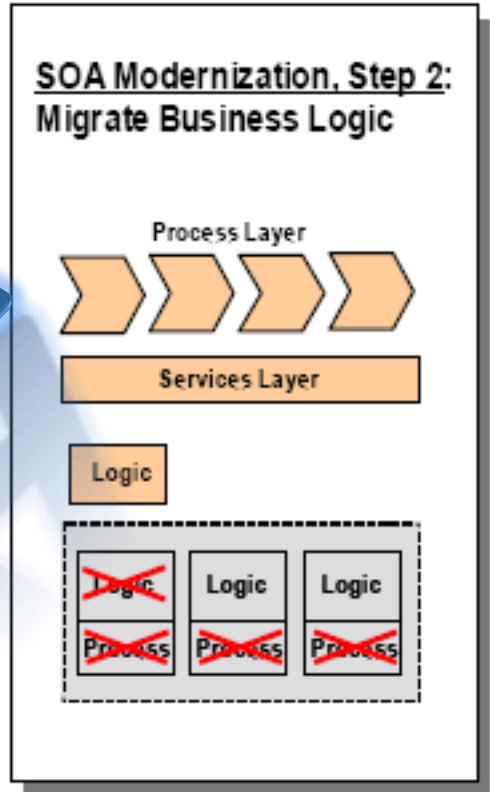 SOA Modernization, Step 2:
Migrate Business Logic
Process Layer
Services Layer
Logic
Logic Logic Logic
Process Process Process